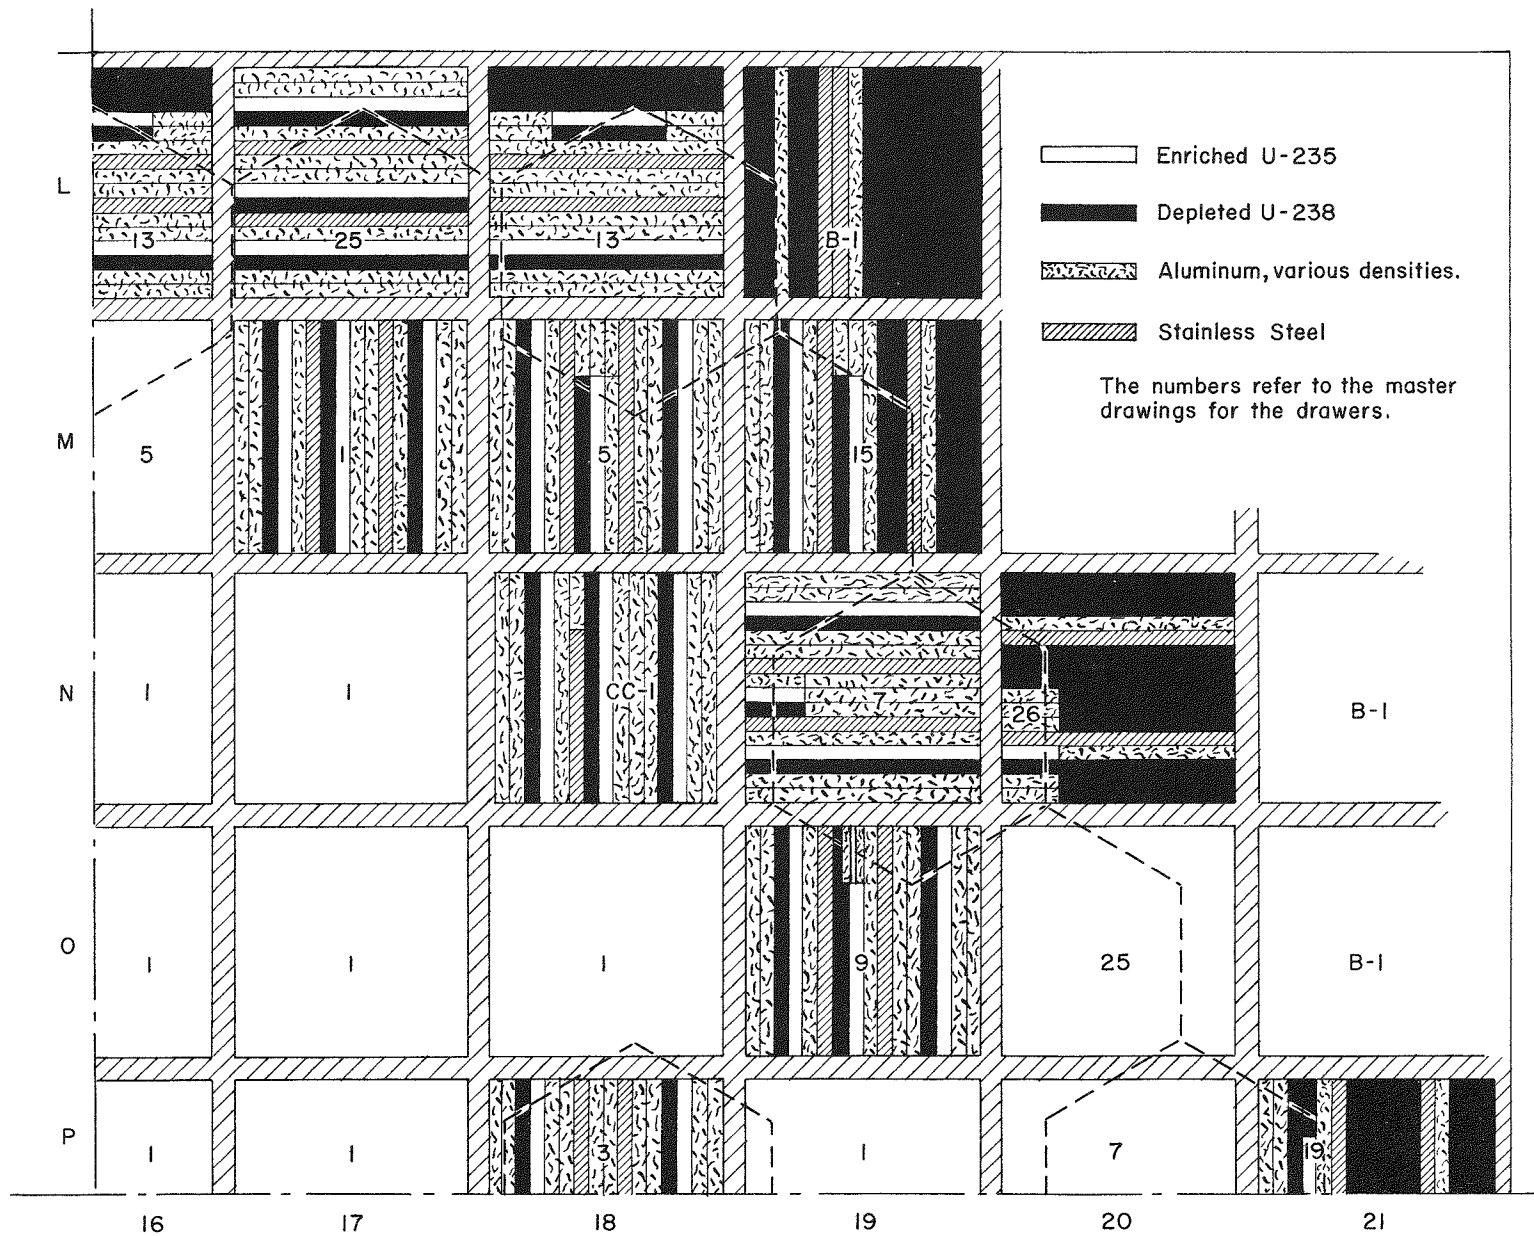 Enriched U-235
L
Depleted U-238
13
25
13
B-1
Aluminum, various densities.
Stainless Steel
The numbers refer to the master
drawings for the drawers.
M
5
1
5
15
N
1
1
CC-1
7
26
B-1
O
1
1
1
9
25
B-1
P
1
1
3
1
7
19
16
17
18
19
20
21